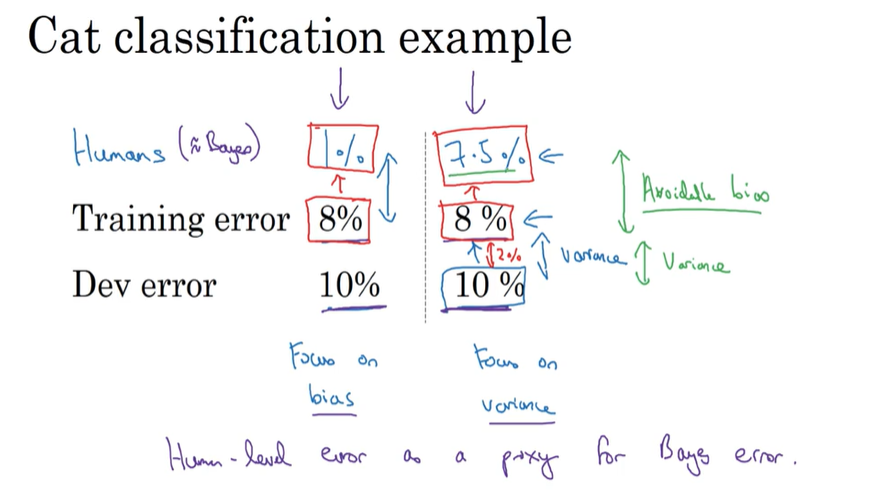 Cat classification example
Humans (≈ Bayes) 1% 7.5%
Avoidable bias
Training error 8% 8 %
2% Variance Variance
Dev error 10% 10 %
Focus on bias
Focus on variance
Human-level error as a proxy for Bayes error.